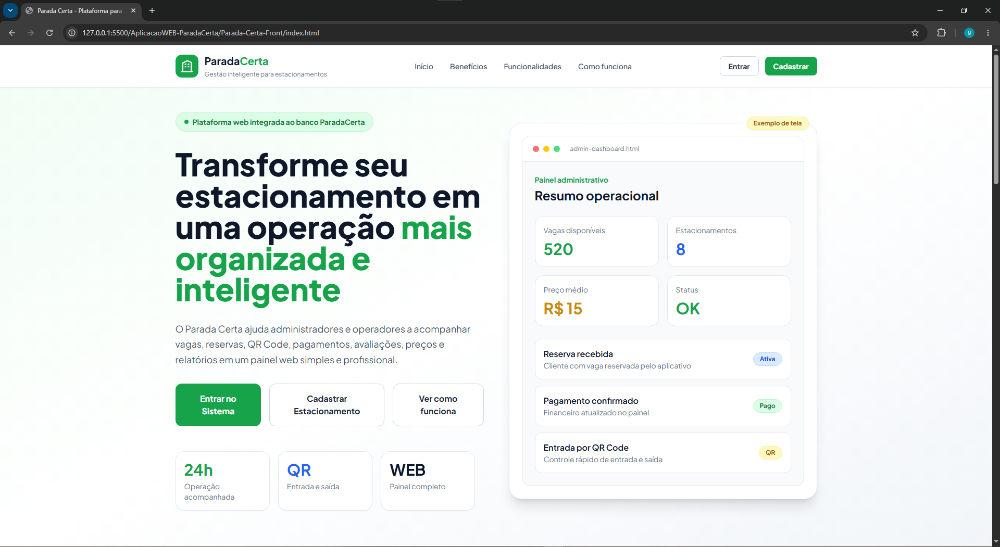 Parada Certa - Plataforma para
127.0.0.1:5500/AplicacaoWEB-ParadaCerta/Parada-Certa-Front/index.html
g
ParadaCerta
Gestão inteligente para estacionamentos
Início
Benefícios
Funcionalidades
Como funciona
Entrar
Cadastrar
Plataforma web integrada ao banco ParadaCerta
Transforme seu
estacionamento em
uma operação mais
organizada e
inteligente
O Parada Certa ajuda administradores e operadores a acompanhar
vagas, reservas, QR Code, pagamentos, avaliações, preços e
relatórios em um painel web simples e profissional.
Entrar no
Sistema
Cadastrar
Estacionamento
Ver como
funciona
24h
Operação
acompanhada
QR
Entrada e saída
WEB
Painel completo
Exemplo de tela
admin-dashboard.html
Painel administrativo
Resumo operacional
Vagas disponíveis
520
Estacionamentos
8
Preço médio
R$ 15
Status
OK
Reserva recebida
Cliente com vaga reservada pelo aplicativo
Ativa
Pagamento confirmado
Financeiro atualizado no painel
Pago
Entrada por QR Code
Controle rápido de entrada e saída
QR